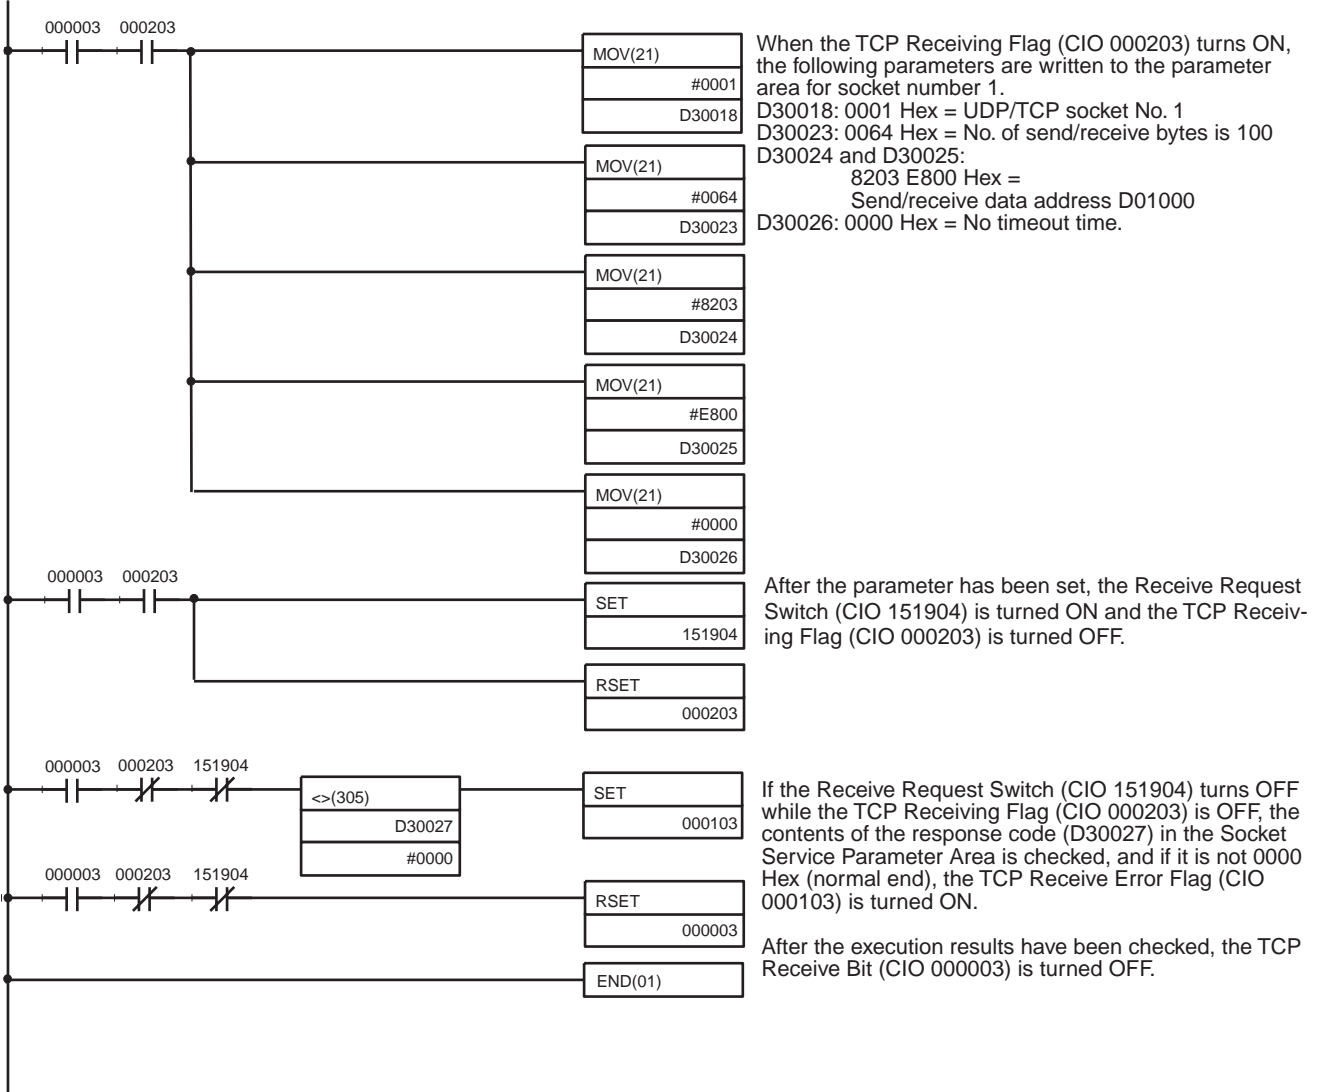 000003 000203
MOV(21)
#0001
D30018
When the TCP Receiving Flag (CIO 000203) turns ON,
the following parameters are written to the parameter
area for socket number 1.
D30018: 0001 Hex = UDP/TCP socket No. 1
D30023: 0064 Hex = No. of send/receive bytes is 100
D30024 and D30025:
8203 E800 Hex =
Send/receive data address D01000
D30026: 0000 Hex = No timeout time.
MOV(21)
#0064
D30023
MOV(21)
#8203
D30024
MOV(21)
#E800
D30025
MOV(21)
#0000
D30026
000003 000203
SET
151904
After the parameter has been set, the Receive Request
Switch (CIO 151904) is turned ON and the TCP Receiv-
ing Flag (CIO 000203) is turned OFF.
RSET
000203
000003 000203 151904
<>(305)
D30027
#0000
SET
000103
If the Receive Request Switch (CIO 151904) turns OFF
while the TCP Receiving Flag (CIO 000203) is OFF, the
contents of the response code (D30027) in the Socket
Service Parameter Area is checked, and if it is not 0000
Hex (normal end), the TCP Receive Error Flag (CIO
000103) is turned ON.
000003 000203 151904
RSET
000003
After the execution results have been checked, the TCP
Receive Bit (CIO 000003) is turned OFF.
END(01)